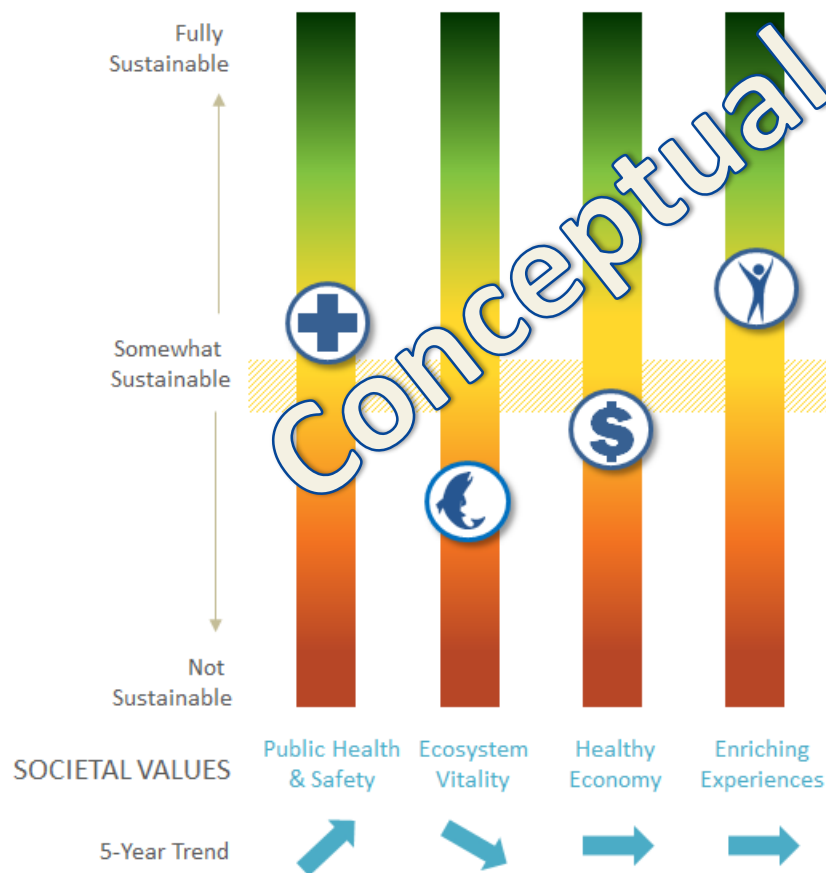 Fully
Sustainable
Conceptual
Somewhat
Sustainable
$
Not
Sustainable
SOCIETAL VALUES
Public Health
& Safety
Ecosystem
Vitality
Healthy
Economy
Enriching
Experiences
5-Year Trend